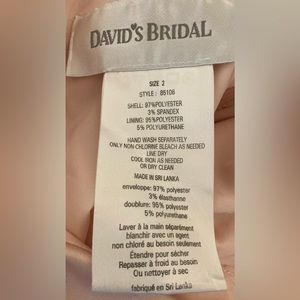 DAVID'S BRIDAL
SIZE 2
STYLE: 85106
SHELL: 97%POLYESTER
3% SPANDEX
LINING: 95%POLYESTER
5% POLYURETHANE
HAND WASH SEPARATELY
ONLY NON CHLORINE BLEACH AS NEEDED
LINE DRY
COOL IRON AS NEEDED
OR DRY CLEAN
MADE IN SRI LANKA
enveloppe: 97% polyester
3% élasthanne
doublure: 95% polyester
5% polyurethane
Laver à la main séparément
blanchir avec un agent
non chloré au besoin seulement
Étendre pour sécher
Repasser à froid au besoin
Ou nettoyer à sec
fabriqué en Sri Lanka